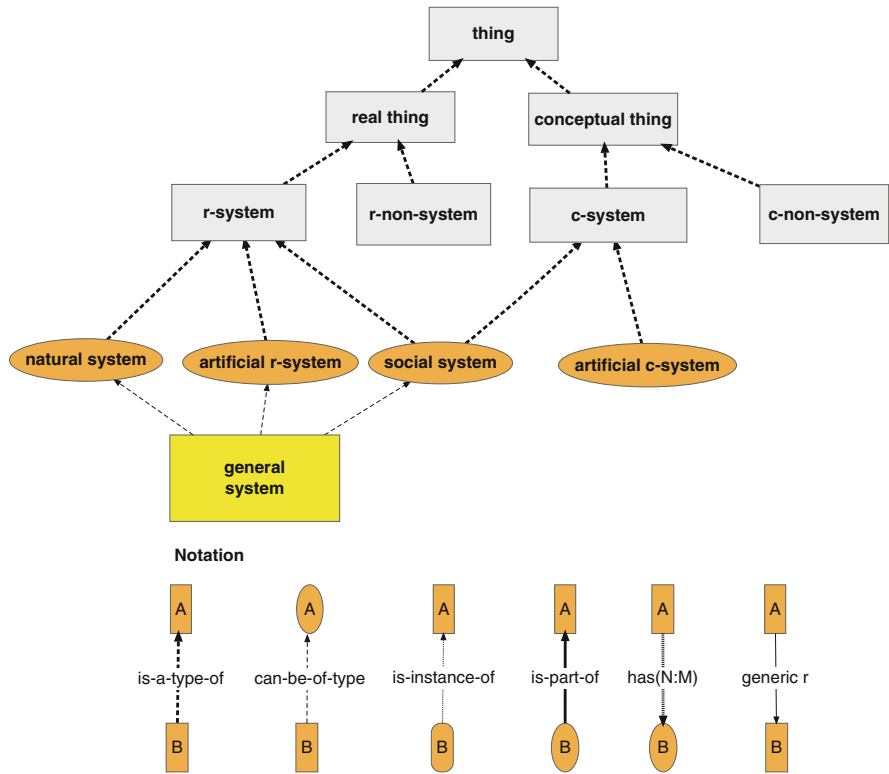 thing
real thing
conceptual thing
r-system
r-non-system
c-system
c-non-system
natural system
artificial r-system
social system
artificial c-system
general
system
Notation
A
A
A
A
A
A
is-a-type-of
can-be-of-type
is-instance-of
is-part-of
has(N:M)
generic r
B
B
B
B
B
B